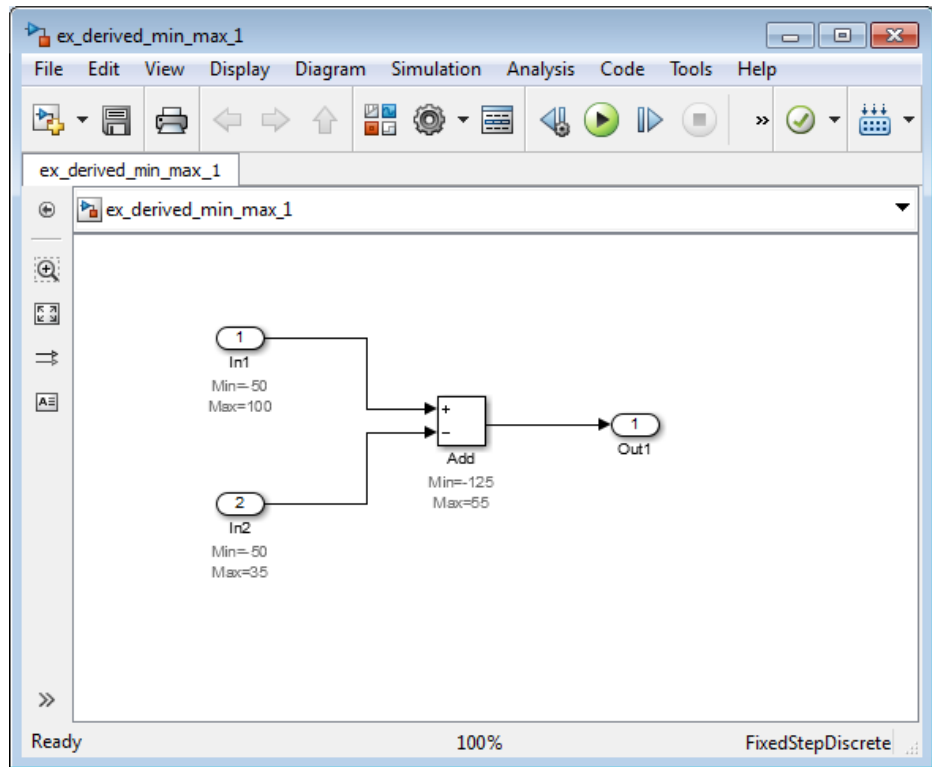 ex_derived_min_max_1
File Edit View Display Diagram Simulation Analysis Code Tools Help
»
ex_derived_min_max_1
ex_derived_min_max_1
1
In1
Min=-50
Max=100
+
−
Add
Min=-125
Max=55
1
Out1
2
In2
Min=-50
Max=35
A
»
Ready 100% FixedStepDiscrete